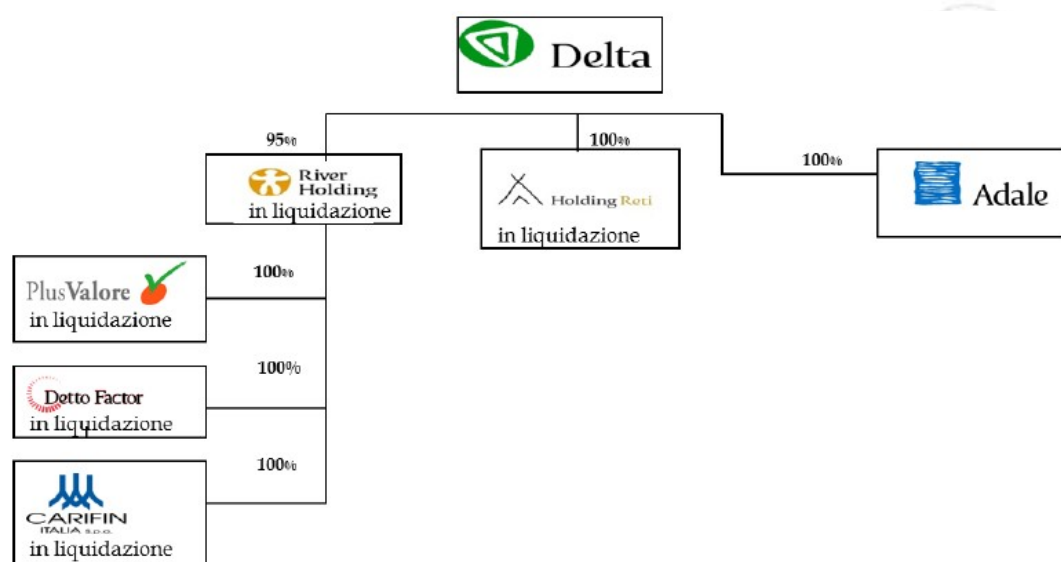 Delta
95%
100%
100%
River
Holding
in liquidazione
Holding Reti
in liquidazione
Adale
100%
PlusValore
in liquidazione
100%
Detto Factor
in liquidazione
100%
CARIFIN
ITALIA S.p.a.
in liquidazione